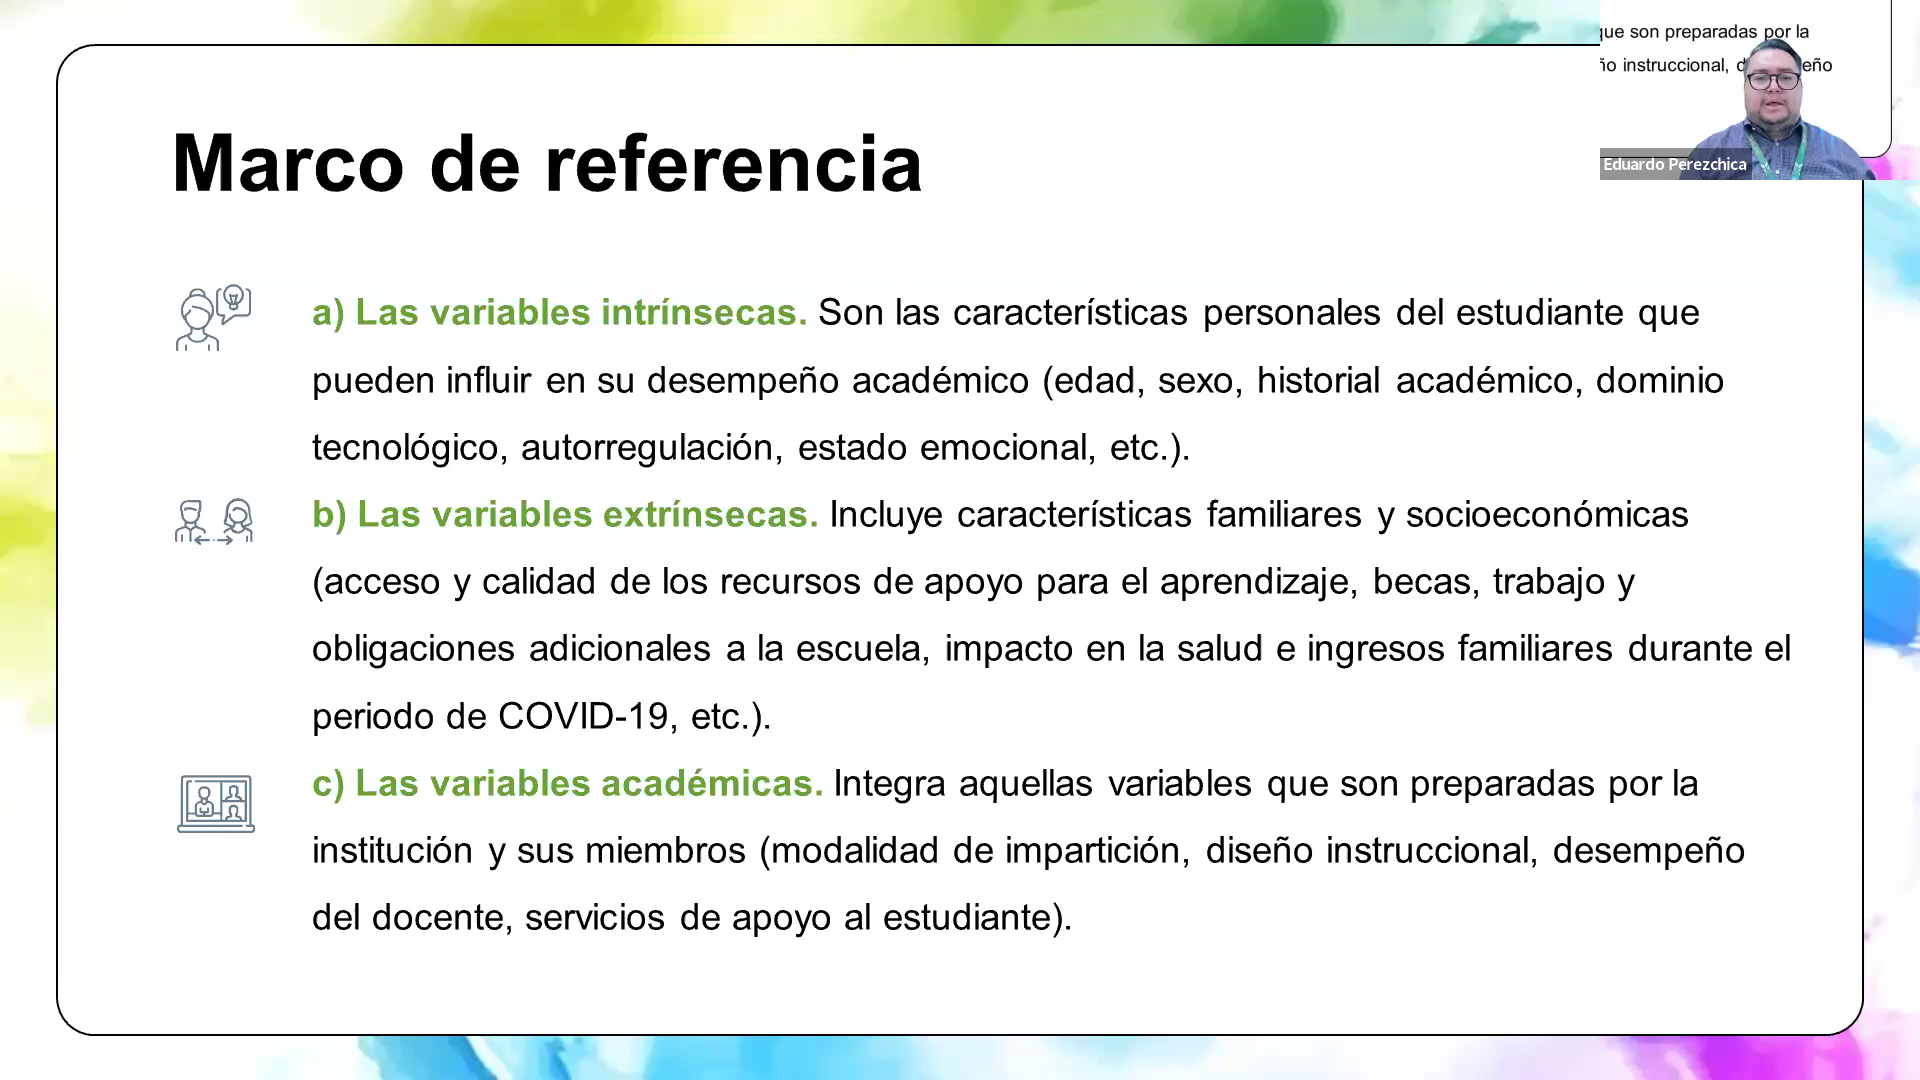 que son preparadas por la
ño instruccional, d eño
Eduardo Perezchica
Marco de referencia
a) Las variables intrínsecas. Son las características personales del estudiante que
pueden influir en su desempeño académico (edad, sexo, historial académico, dominio
tecnológico, autorregulación, estado emocional, etc.).
b) Las variables extrínsecas. Incluye características familiares y socioeconómicas
(acceso y calidad de los recursos de apoyo para el aprendizaje, becas, trabajo y
obligaciones adicionales a la escuela, impacto en la salud e ingresos familiares durante el
periodo de COVID-19, etc.).
c) Las variables académicas. Integra aquellas variables que son preparadas por la
institución y sus miembros (modalidad de impartición, diseño instruccional, desempeño
del docente, servicios de apoyo al estudiante).